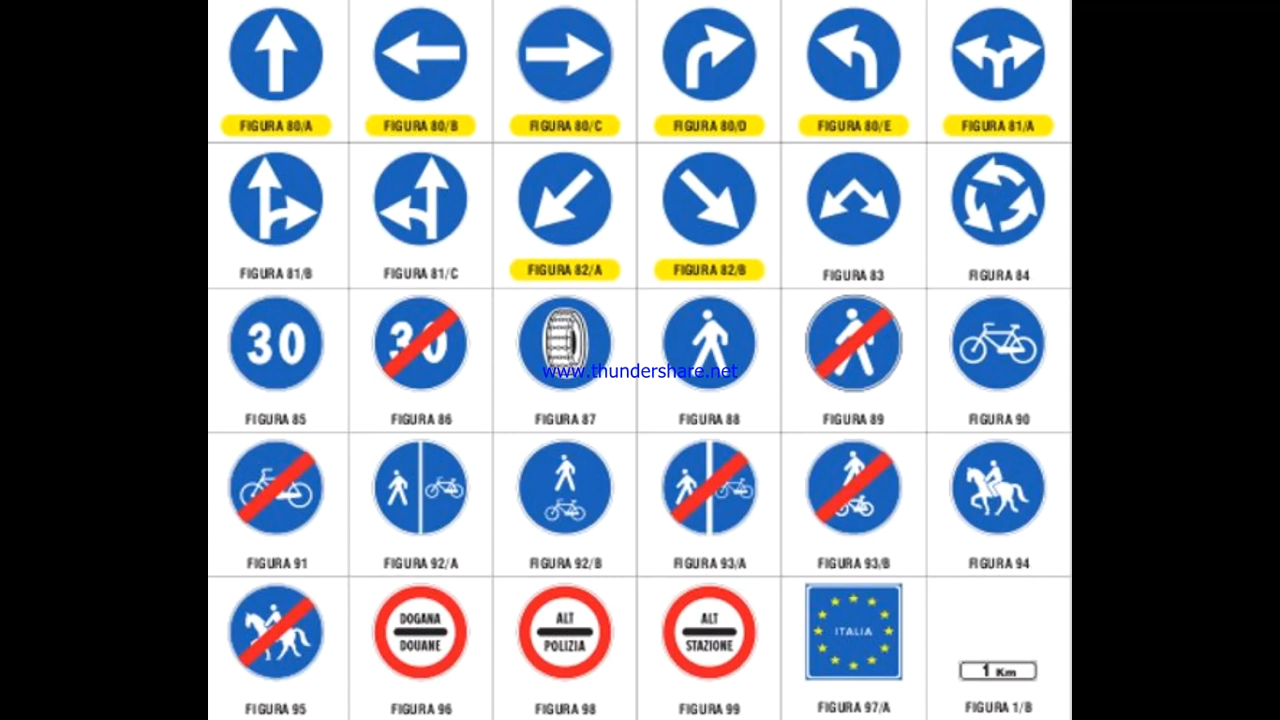 FIGURA 80/A
FIGURA 80/B
FIGURA 80/C
FIGURA 80/D
FIGURA 80/E
FIGURA 81/A
FIGURA 81/B
FIGURA 81/C
FIGURA 82/A
FIGURA 82/B
FIGURA 83
FIGURA 84
30
30
www.thundershare.net
FIGURA 85
FIGURA 86
FIGURA 87
FIGURA 88
FIGURA 89
FIGURA 90
FIGURA 91
FIGURA 92/A
FIGURA 92/B
FIGURA 93/A
FIGURA 93/B
FIGURA 94
DOGANA
DOUANE
ALT
POLIZIA
ALT
STAZIONE
ITALIA
1 Km
FIGURA 95
FIGURA 96
FIGURA 98
FIGURA 99
FIGURA 97/A
FIGURA 1/B